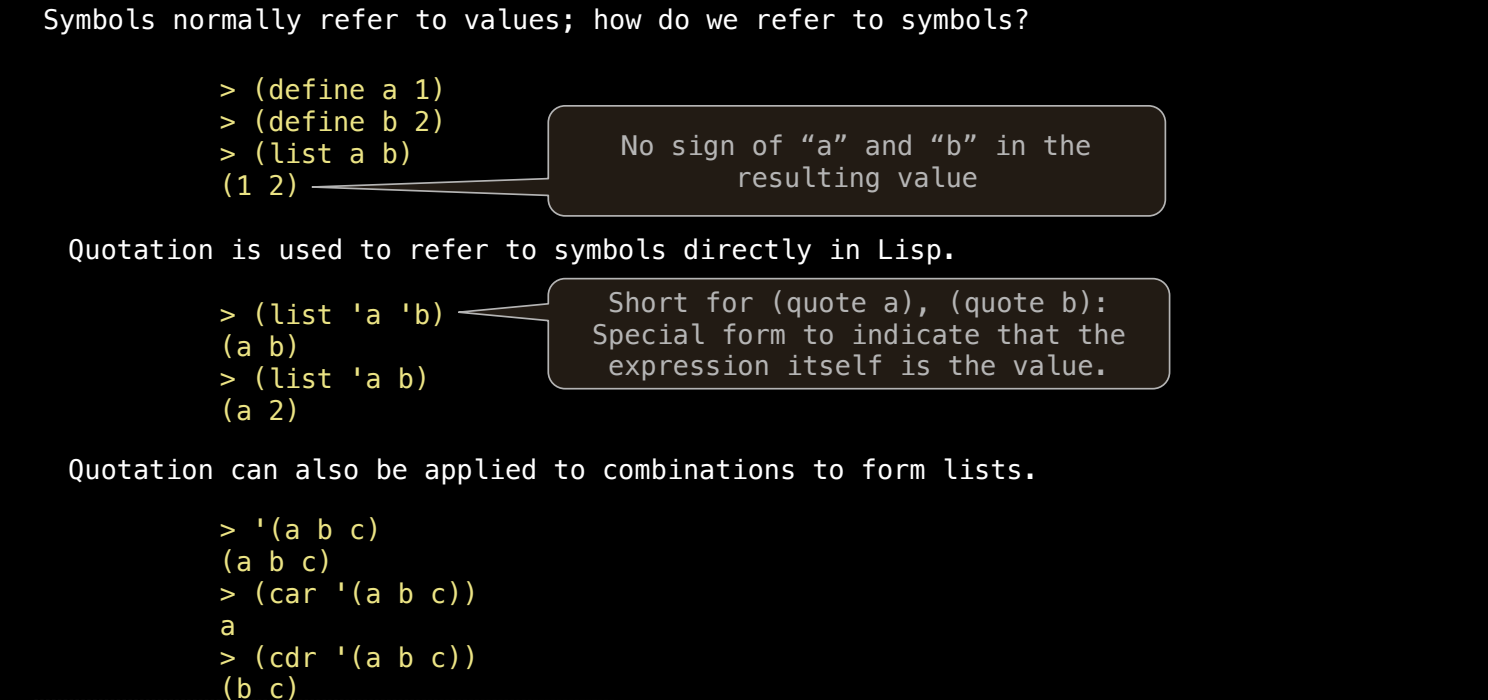 Symbols normally refer to values; how do we refer to symbols?
> (define a 1)
> (define b 2)
> (list a b)
(1 2)
No sign of “a” and “b” in the
resulting value
Quotation is used to refer to symbols directly in Lisp.
> (list 'a 'b)
(a b)
> (list 'a b)
(a 2)
Short for (quote a), (quote b):
Special form to indicate that the
expression itself is the value.
Quotation can also be applied to combinations to form lists.
> '(a b c)
(a b c)
> (car '(a b c))
a
> (cdr '(a b c))
(b c)